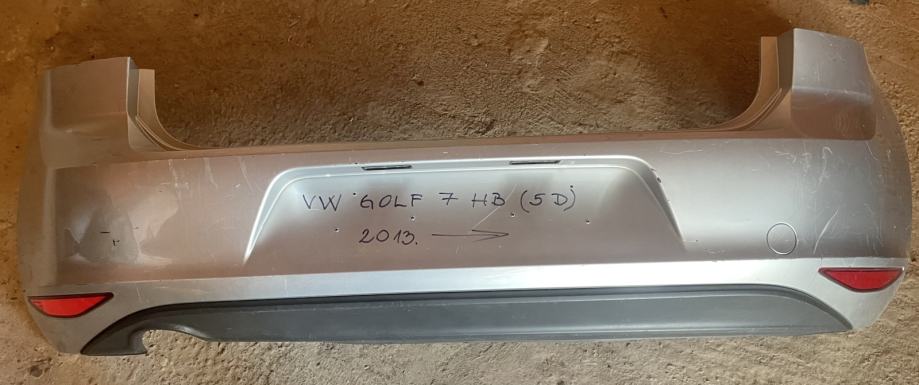 VW GOLF 7 HB (5D)
2013. →